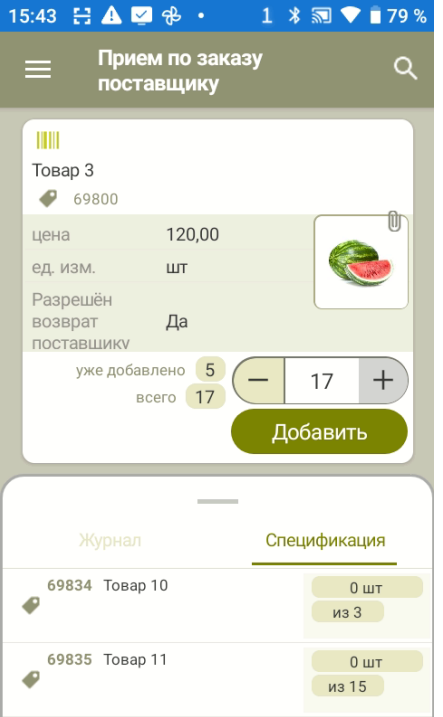 15:43 1 79 %
Прием по заказу
поставщику
Товар 3
69800
цена 120,00
ед. изм. шт
Разрешён
возврат Да
поставщику
уже добавлено 5
всего 17
17
Добавить
Журнал Спецификация
69834 Товар 10 0 шт
из 3
69835 Товар 11 0 шт
из 15